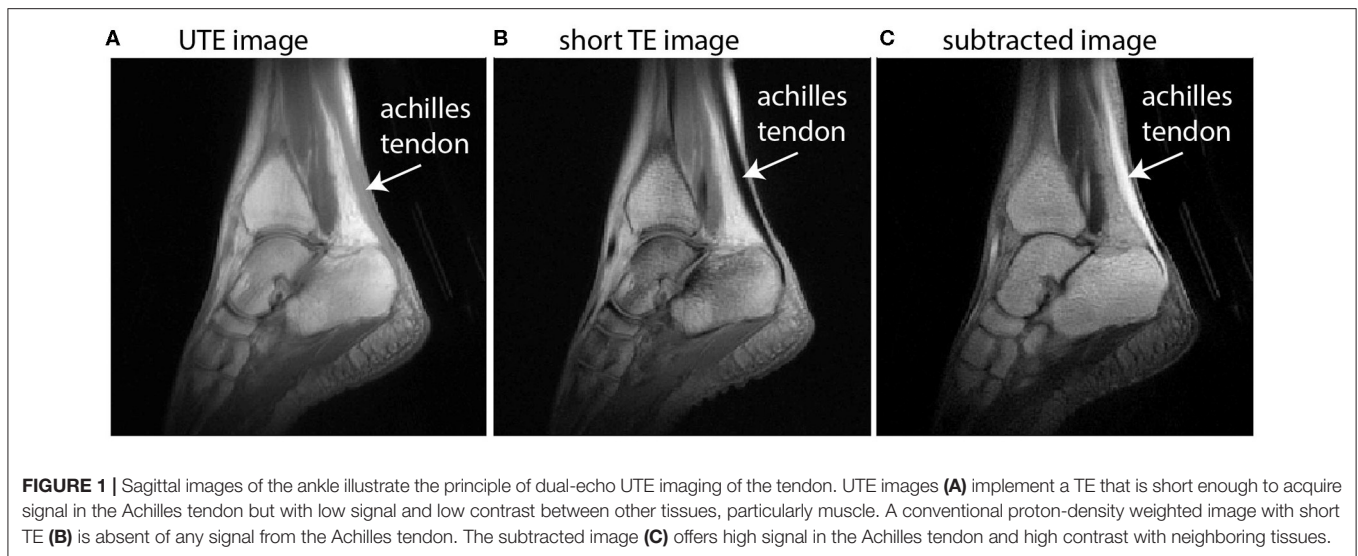 A UTE image
B short TE image
C subtracted image
achilles
tendon
achilles
tendon
achilles
tendon
FIGURE 1 | Sagittal images of the ankle illustrate the principle of dual-echo UTE imaging of the tendon. UTE images (A) implement a TE that is short enough to acquire
signal in the Achilles tendon but with low signal and low contrast between other tissues, particularly muscle. A conventional proton-density weighted image with short
TE (B) is absent of any signal from the Achilles tendon. The subtracted image (C) offers high signal in the Achilles tendon and high contrast with neighboring tissues.